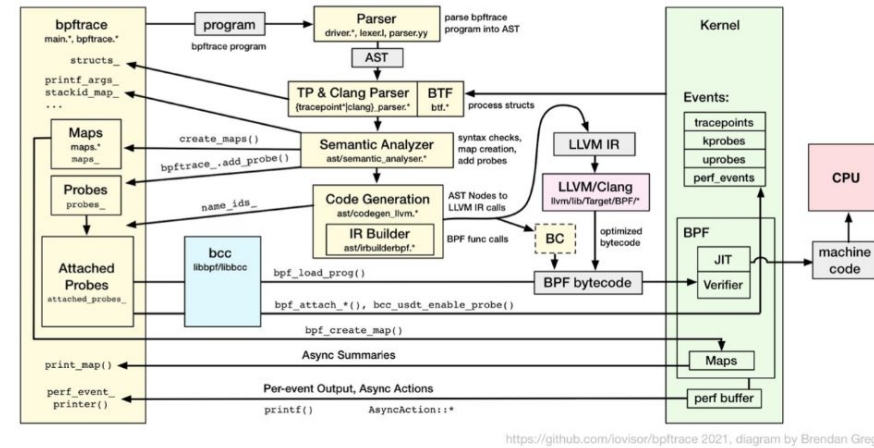 bpftrace
main.*, bpftrace.*
program
bpftrace program
Parser
driver.*, lexer.l, parser.yy
parse bpftrace
program into AST
AST
structs_
printf_args_
stackid_map_
...
TP & Clang Parser
{tracepoint*|clang}_parser.*
BTF
btf.*
process structs
Maps
maps.*
maps_
create_maps()
Semantic Analyzer
ast/semantic_analyser.*
syntax checks,
map creation,
add probes
bpftrace_.add_probe()
Probes
probes_
name_ids_
Code Generation
ast/codegen_llvm.*
IR Builder
ast/irbuilderbpf.*
AST Nodes to
LLVM IR calls
BPF func calls
LLVM IR
LLVM/Clang
llvm/lib/Target/BPF/*
optimized
bytecode
BC
BPF bytecode
Attached
Probes
attached_probes_
bcc
libbpf/libbcc
bpf_load_prog()
bpf_attach_*(), bcc_usdt_enable_probe()
bpf_create_map()
print_map()
Async Summaries
perf_event_
printer()
Per-event Output, Async Actions
printf()
AsyncAction::*
Kernel
Events:
tracepoints
kprobes
uprobes
perf_events
BPF
JIT
Verifier
Maps
perf buffer
CPU
machine
code
https://github.com/iovisor/bpftrace 2021, diagram by Brendan Greg